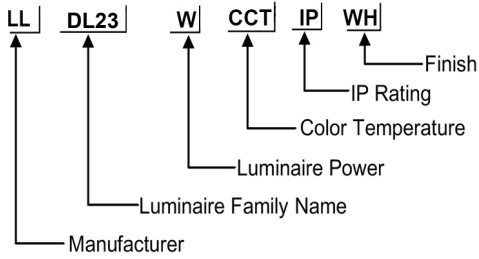 LL DL23 W CCT IP WH
Finish
IP Rating
Color Temperature
Luminaire Power
Luminaire Family Name
Manufacturer